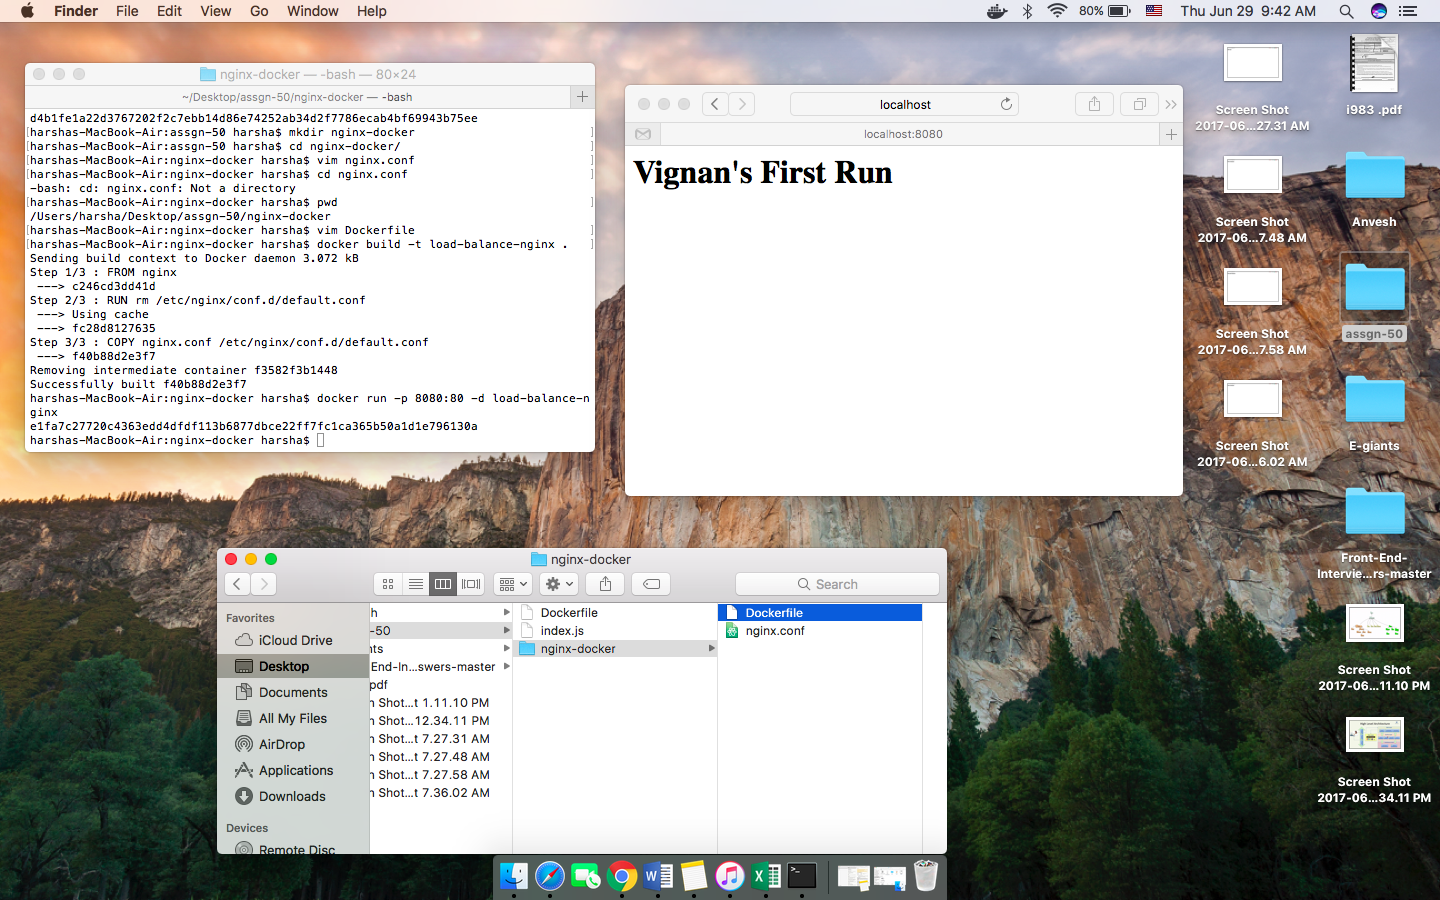 Finder File Edit View Go Window Help
80% Thu Jun 29 9:42 AM
nginx-docker — -bash — 80×24
~/Desktop/assgn-50/nginx-docker — -bash
d4b1fe1a22d3767202f2c7ebb14d86e74252ab34d2f7786ecab4bf69943b75ee
[harshas-MacBook-Air:assgn-50 harsha$ mkdir nginx-docker ]
[harshas-MacBook-Air:assgn-50 harsha$ cd nginx-docker/ ]
[harshas-MacBook-Air:nginx-docker harsha$ vim nginx.conf ]
[harshas-MacBook-Air:nginx-docker harsha$ cd nginx.conf ]
-bash: cd: nginx.conf: Not a directory
[harshas-MacBook-Air:nginx-docker harsha$ pwd ]
/Users/harsha/Desktop/assgn-50/nginx-docker
[harshas-MacBook-Air:nginx-docker harsha$ vim Dockerfile ]
[harshas-MacBook-Air:nginx-docker harsha$ docker build -t load-balance-nginx . ]
Sending build context to Docker daemon 3.072 kB
Step 1/3 : FROM nginx
---> c246cd3dd41d
Step 2/3 : RUN rm /etc/nginx/conf.d/default.conf
---> Using cache
---> fc28d8127635
Step 3/3 : COPY nginx.conf /etc/nginx/conf.d/default.conf
---> f40b88d2e3f7
Removing intermediate container f3582f3b1448
Successfully built f40b88d2e3f7
harshas-MacBook-Air:nginx-docker harsha$ docker run -p 8080:80 -d load-balance-n
ginx
e1fa7c27720c4363edd4dfdf113b6877dbce22ff7fc1ca365b50a1d1e796130a
harshas-MacBook-Air:nginx-docker harsha$
localhost
localhost:8080
Vignan's First Run
Screen Shot
2017-06...27.31 AM
i983 .pdf
Screen Shot
2017-06...7.48 AM
Anvesh
Screen Shot
2017-06...7.58 AM
assgn-50
Screen Shot
2017-06...6.02 AM
E-giants
Front-End-
Intervie...rs-master
Screen Shot
2017-06...11.10 PM
Screen Shot
2017-06...34.11 PM
nginx-docker
Search
Favorites
iCloud Drive
Desktop
Documents
All My Files
AirDrop
Applications
Downloads
Devices
Remote Disc
h
-50
nts
End-In...swers-master
pdf
n Shot...t 1.11.10 PM
n Shot...12.34.11 PM
n Shot...t 7.27.31 AM
n Shot...t 7.27.48 AM
n Shot...t 7.27.58 AM
n Shot...t 7.36.02 AM
Dockerfile
index.js
nginx-docker
Dockerfile
nginx.conf